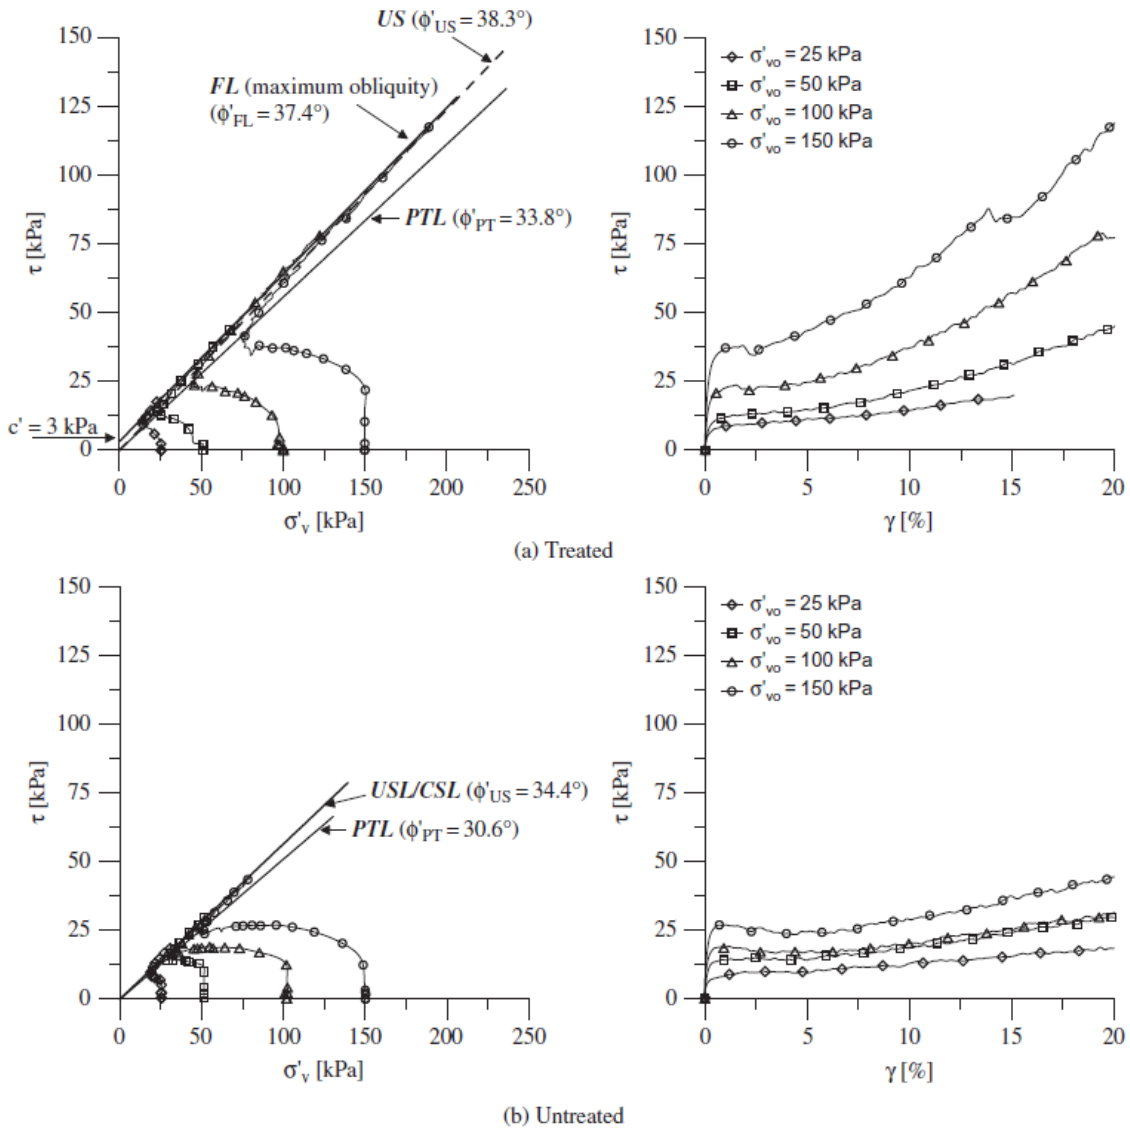 US (ϕ'US = 38.3°)
FL (maximum obliquity)
(ϕ'FL = 37.4°)
PTL (ϕ'PT = 33.8°)
c' = 3 kPa
150
125
100
75
50
25
0
τ [kPa]
0 50 100 150 200 250
σ'v [kPa]
σ'vo = 25 kPa
σ'vo = 50 kPa
σ'vo = 100 kPa
σ'vo = 150 kPa
150
125
100
75
50
25
0
τ [kPa]
0 5 10 15 20
γ [%]
(a) Treated
USL/CSL (ϕ'US = 34.4°)
PTL (ϕ'PT = 30.6°)
150
125
100
75
50
25
0
τ [kPa]
0 50 100 150 200 250
σ'v [kPa]
σ'vo = 25 kPa
σ'vo = 50 kPa
σ'vo = 100 kPa
σ'vo = 150 kPa
150
125
100
75
50
25
0
τ [kPa]
0 5 10 15 20
γ [%]
(b) Untreated